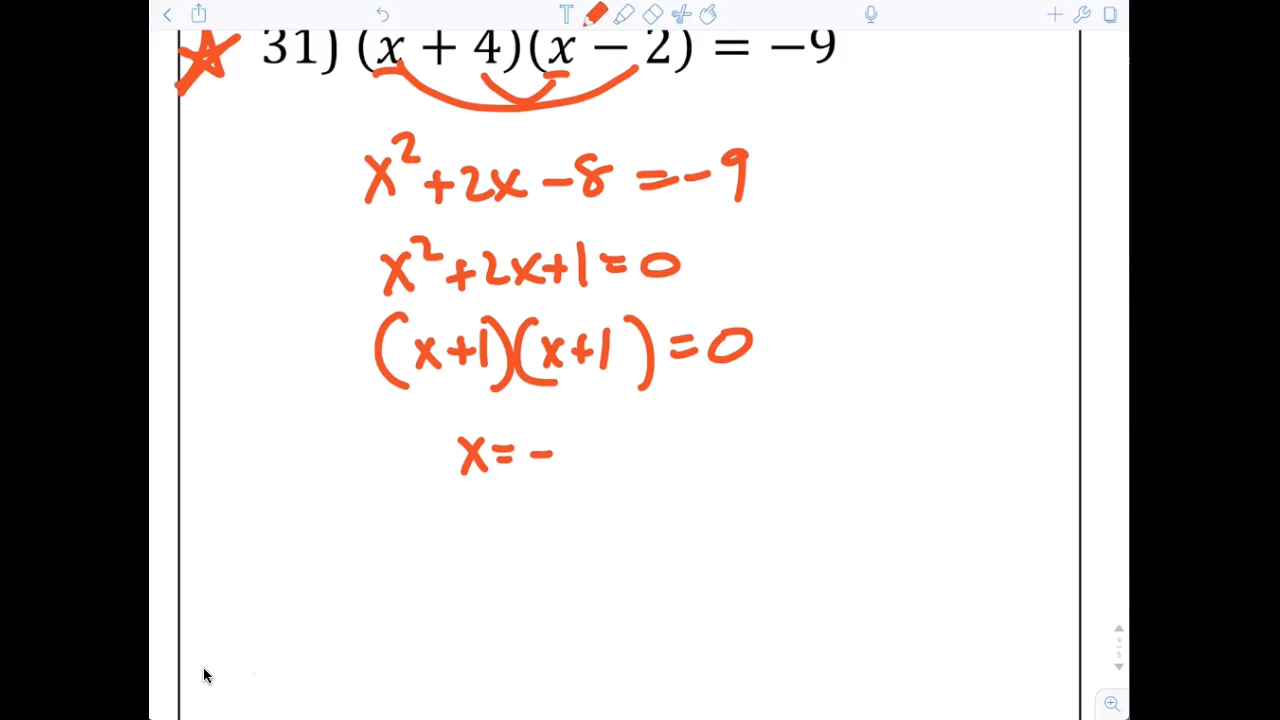 31) (x + 4)(x − 2) = −9
x² + 2x − 8 = −9
x² + 2x + 1 = 0
(x + 1)(x + 1) = 0
x = −